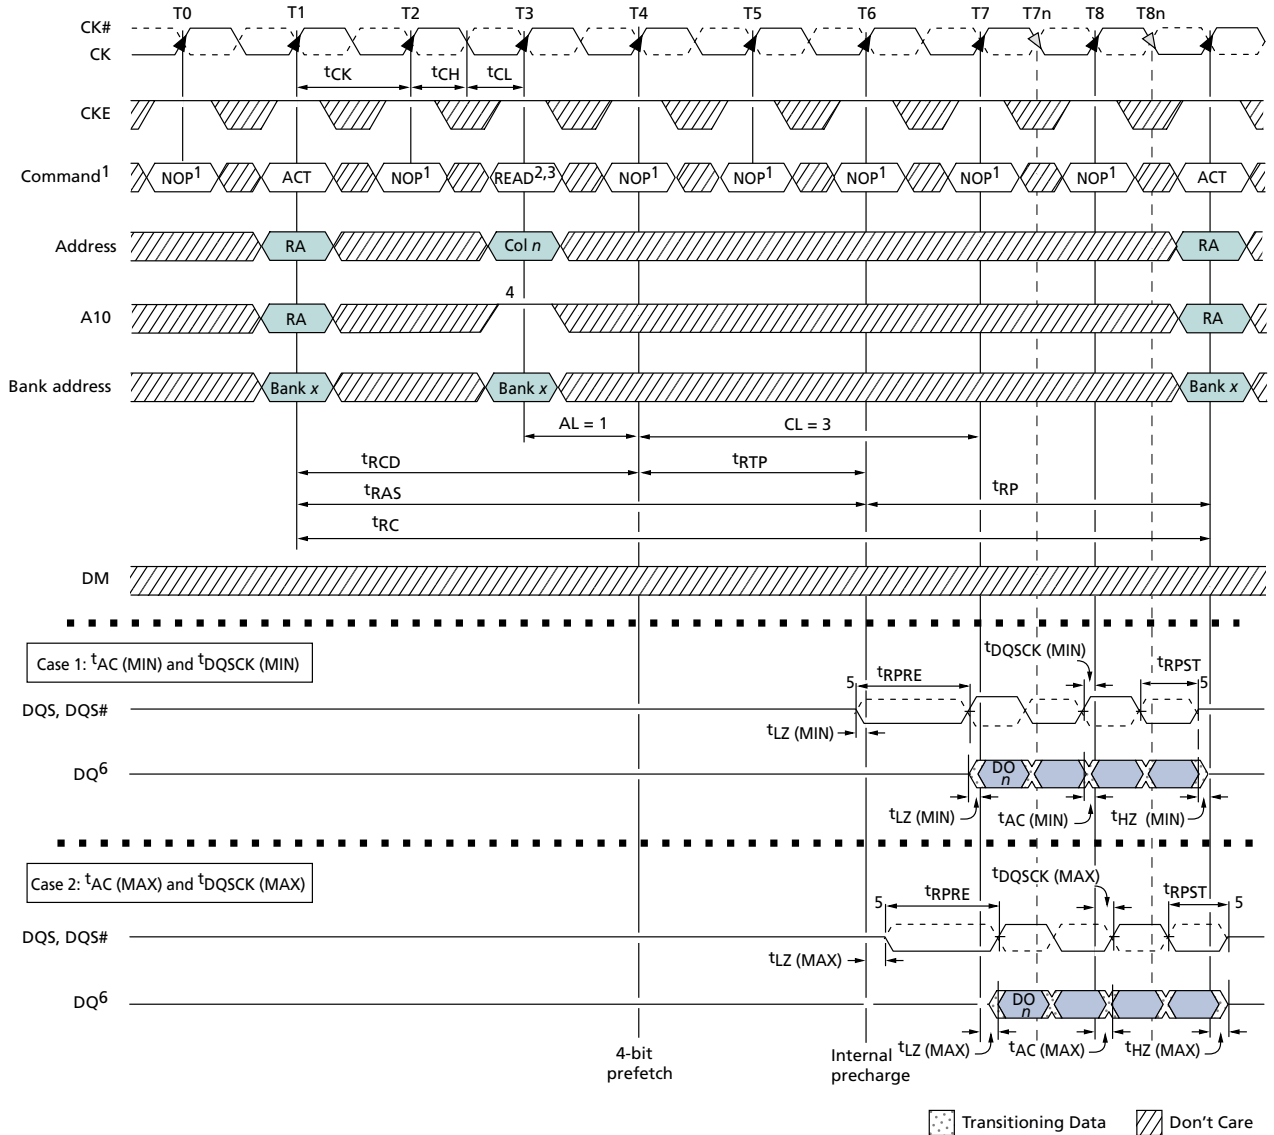 T0 T1 T2 T3 T4 T5 T6 T7 T7n T8 T8n
CK#
CK
tCK tCH tCL
CKE
Command1 NOP1 ACT NOP1 READ2,3 NOP1 NOP1 NOP1 NOP1 NOP1 ACT
Address RA Col n RA
4
A10 RA RA
Bank address Bank x Bank x Bank x
AL = 1 CL = 3
tRCD tRTP
tRAS tRP
tRC
DM
Case 1: tAC (MIN) and tDQSCK (MIN)
tDQSCK (MIN)
5 tRPRE tRPST 5
DQS, DQS#
tLZ (MIN)
DQ6 DO
n
tLZ (MIN) tAC (MIN) tHZ (MIN)
Case 2: tAC (MAX) and tDQSCK (MAX)
tDQSCK (MAX)
5 tRPRE tRPST 5
DQS, DQS#
tLZ (MAX)
DQ6 DO
n
tLZ (MAX) tAC (MAX) tHZ (MAX)
4-bit
prefetch
Internal
precharge
Transitioning Data Don't Care